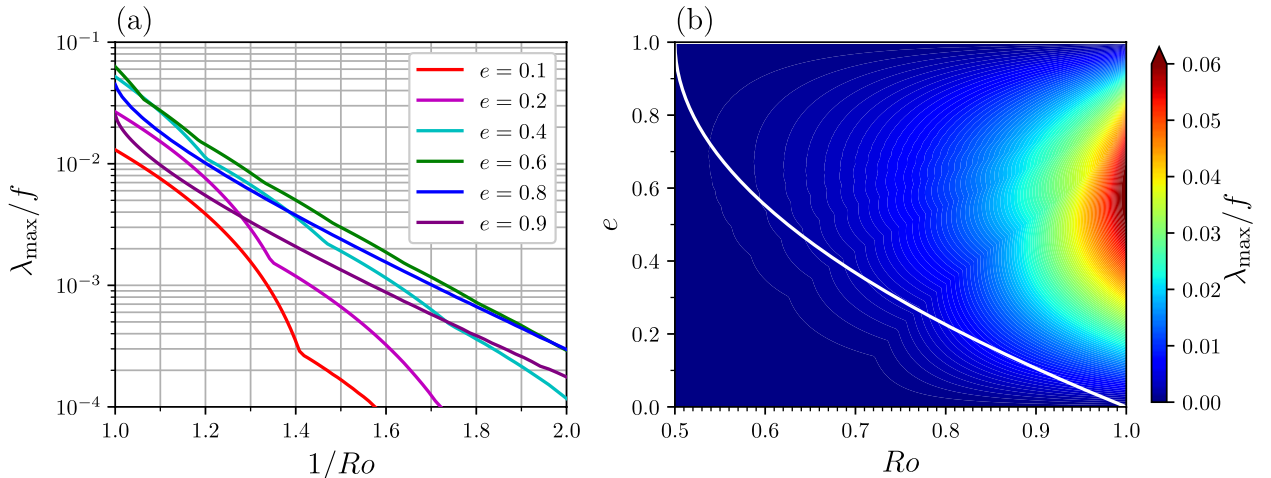 (a)
10⁻¹
10⁻²
10⁻³
10⁻⁴
λmax/f
1.0 1.2 1.4 1.6 1.8 2.0
1/Ro
e = 0.1
e = 0.2
e = 0.4
e = 0.6
e = 0.8
e = 0.9
(b)
1.0
0.8
0.6
0.4
0.2
0.0
e
0.5 0.6 0.7 0.8 0.9 1.0
Ro
0.06
0.05
0.04
0.03
0.02
0.01
0.00
λmax/f